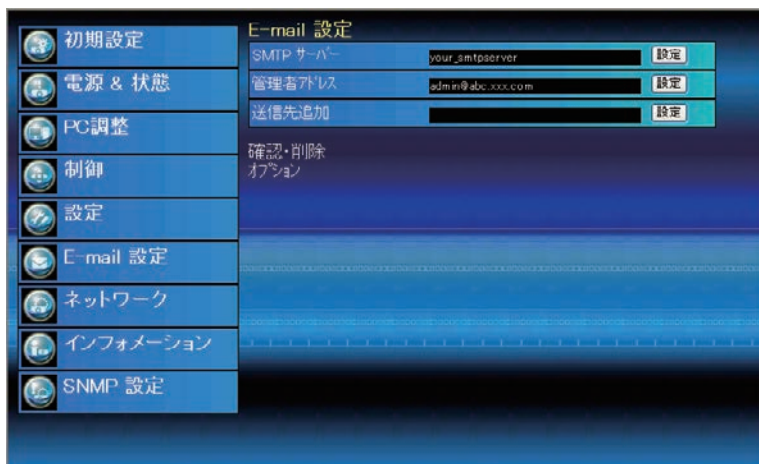 初期設定
電源 & 状態
PC調整
制御
設定
E-mail 設定
ネットワーク
インフォメーション
SNMP 設定
E-mail 設定
SMTP サーバー your_smtpserver 設定
管理者アドレス admin@abc.xxx.com 設定
送信先追加 設定
確認・削除
オプション